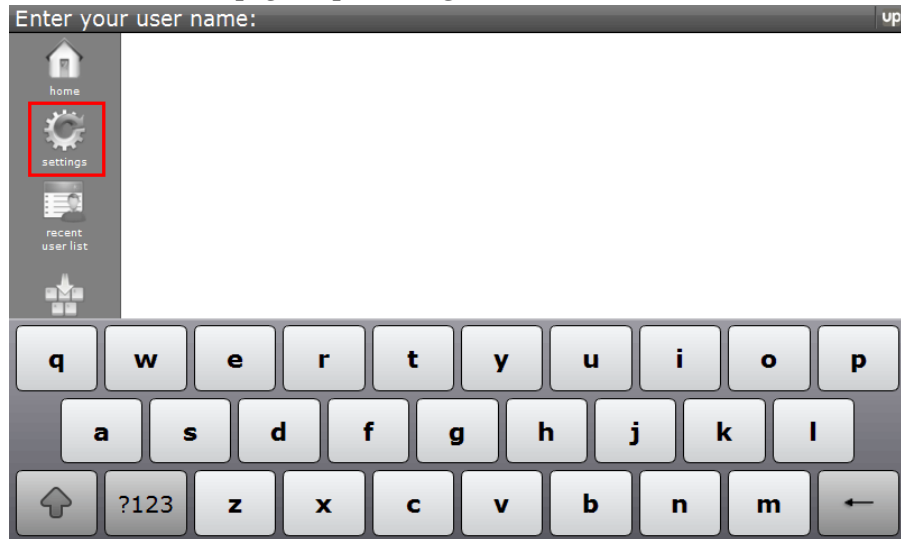 Enter your user name:
up
home
settings
recent
user list
q w e r t y u i o p
a s d f g h j k l
?123 z x c v b n m